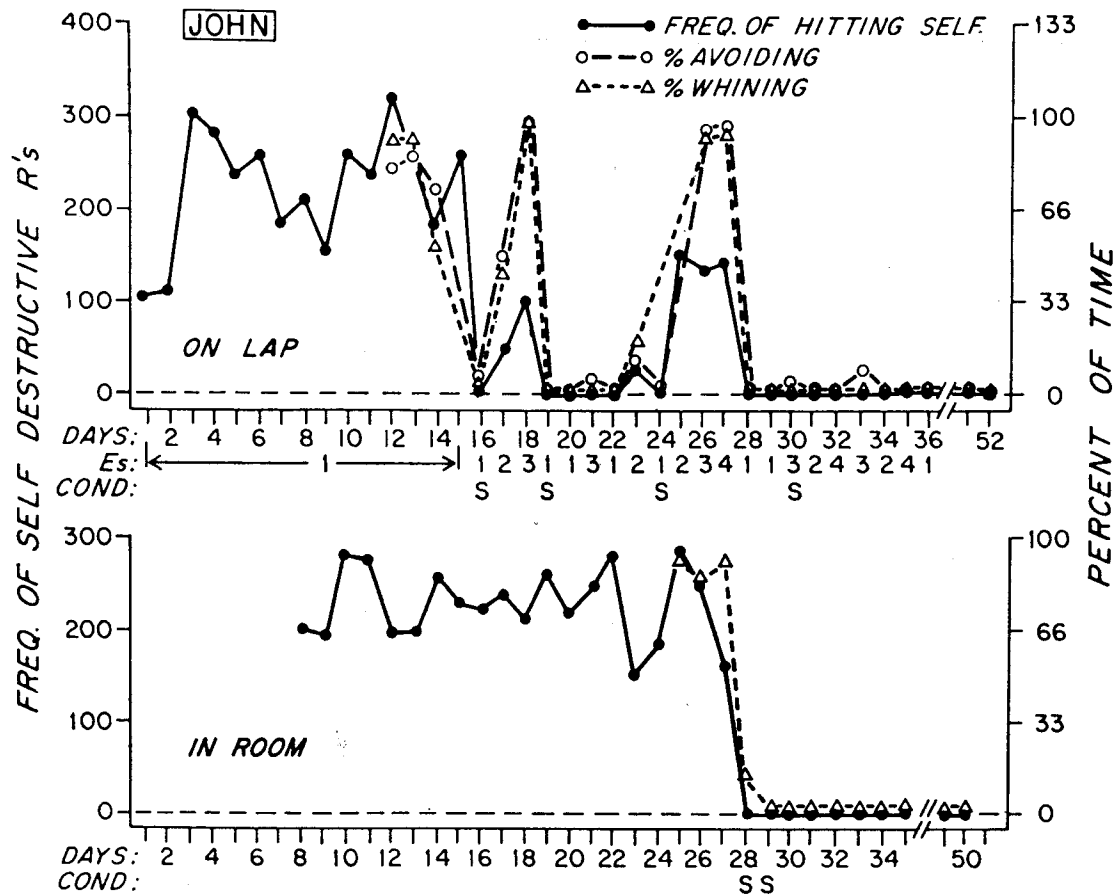 JOHN
FREQ. OF HITTING SELF.
% AVOIDING
% WHINING
400
300
200
100
0
133
100
66
33
0
ON LAP
FREQ. OF SELF DESTRUCTIVE R's
PERCENT OF TIME
DAYS: 2 4 6 8 10 12 14 16 18 20 22 24 26 28 30 32 34 36 52
Es: 1 1 2 3 1 1 3 1 2 1 2 3 4 1 1 3 2 4 3 2 4 1
COND: S S S S
300
200
100
0
100
66
33
0
IN ROOM
DAYS: 2 4 6 8 10 12 14 16 18 20 22 24 26 28 30 32 34 50
COND: S S